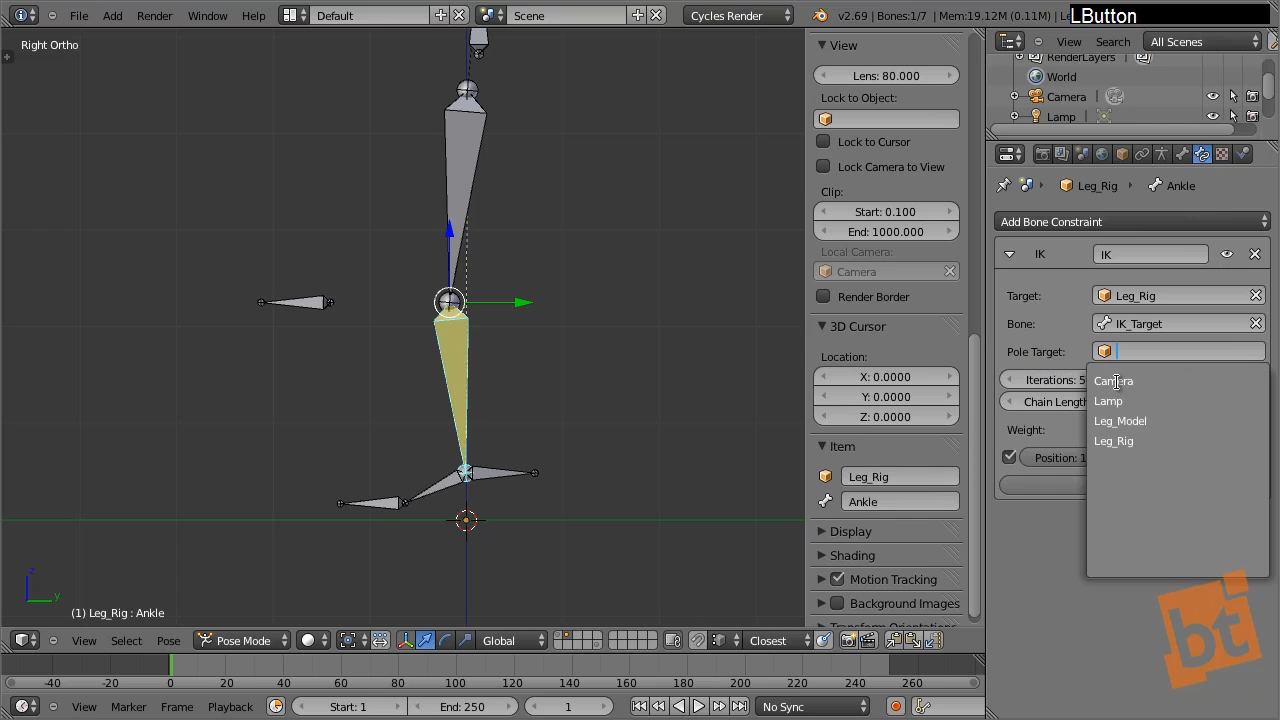 File Render Window Help
Default
Scene
Cycles Render
v2.69 | Bones:1/7 | Mem:19.12M (0.11M) | Le
LButton
Right Ortho
(1) Leg_Rig : Ankle
View
Lens: 80.000
Lock to Object:
Lock to Cursor
Lock Camera to View
Clip:
Start: 0.100
End: 1000.000
Local Camera:
Camera
Render Border
3D Cursor
Location:
X: 0.0000
Y: 0.0000
Z: 0.0000
Item
Leg_Rig
Ankle
Display
Shading
Motion Tracking
Background Images
Transform Orientations
View Search All Scenes
RenderLayers
World
Camera
Lamp
Leg_Rig Ankle
Add Bone Constraint
IK IK
Target: Leg_Rig
Bone: IK_Target
Pole Target:
Iterations: 5
Chain Length
Weight:
Position: 1
Camera
Lamp
Leg_Model
Leg_Rig
bt
View Select Pose Pose Mode Global Closest
z
y
-40 -20 0 20 40 60 80 100 120 140 160 180 200 220 240 260
View Marker Frame Playback Start: 1 End: 250 1 No Sync